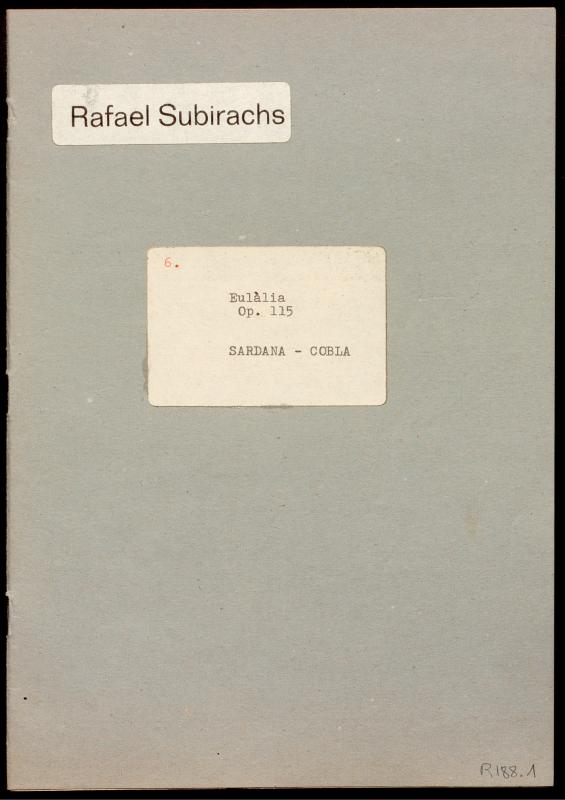 Rafael Subirachs
6.
Eulàlia
Op. 115
SARDANA - COBLA
R188.1